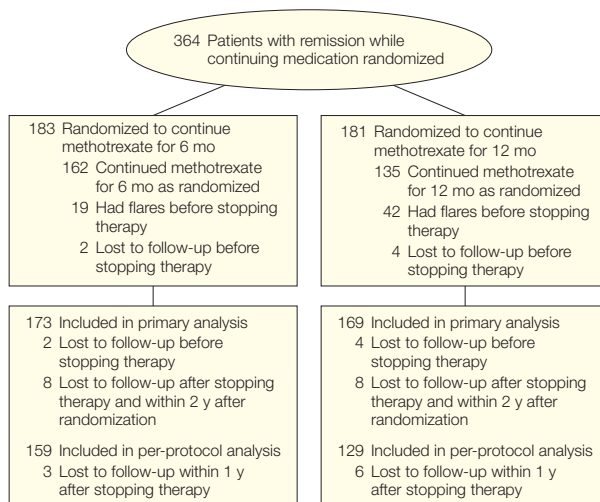 364 Patients with remission while
continuing medication randomized
183 Randomized to continue
methotrexate for 6 mo
162 Continued methotrexate
for 6 mo as randomized
19 Had flares before stopping
therapy
2 Lost to follow-up before
stopping therapy
181 Randomized to continue
methotrexate for 12 mo
135 Continued methotrexate
for 12 mo as randomized
42 Had flares before stopping
therapy
4 Lost to follow-up before
stopping therapy
173 Included in primary analysis
2 Lost to follow-up before
stopping therapy
8 Lost to follow-up after stopping
therapy and within 2 y after
randomization
159 Included in per-protocol analysis
3 Lost to follow-up within 1 y
after stopping therapy
169 Included in primary analysis
4 Lost to follow-up before
stopping therapy
8 Lost to follow-up after stopping
therapy and within 2 y after
randomization
129 Included in per-protocol analysis
6 Lost to follow-up within 1 y
after stopping therapy